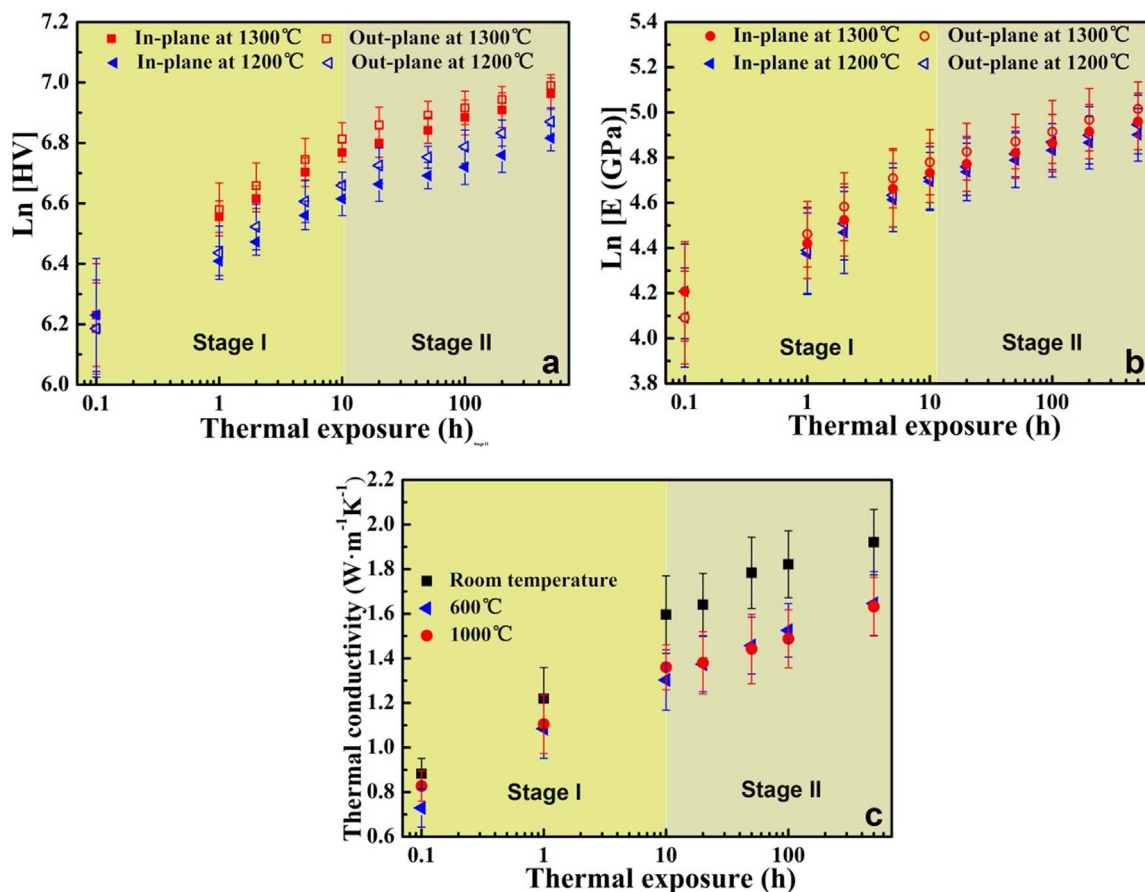 In-plane at 1300℃ Out-plane at 1300℃
In-plane at 1200℃ Out-plane at 1200℃
Ln [HV]
7.2
7.0
6.8
6.6
6.4
6.2
6.0
Stage I
Stage II
a
0.1 1 10 100
Thermal exposure (h)
Stage II
In-plane at 1300℃ Out-plane at 1300℃
In-plane at 1200℃ Out-plane at 1200℃
Ln [E (GPa)]
5.4
5.2
5.0
4.8
4.6
4.4
4.2
4.0
3.8
Stage I
Stage II
b
0.1 1 10 100
Thermal exposure (h)
Thermal conductivity (W·m⁻¹K⁻¹)
2.2
2.0
1.8
1.6
1.4
1.2
1.0
0.8
0.6
Room temperature
600℃
1000℃
Stage I
Stage II
c
0.1 1 10 100
Thermal exposure (h)